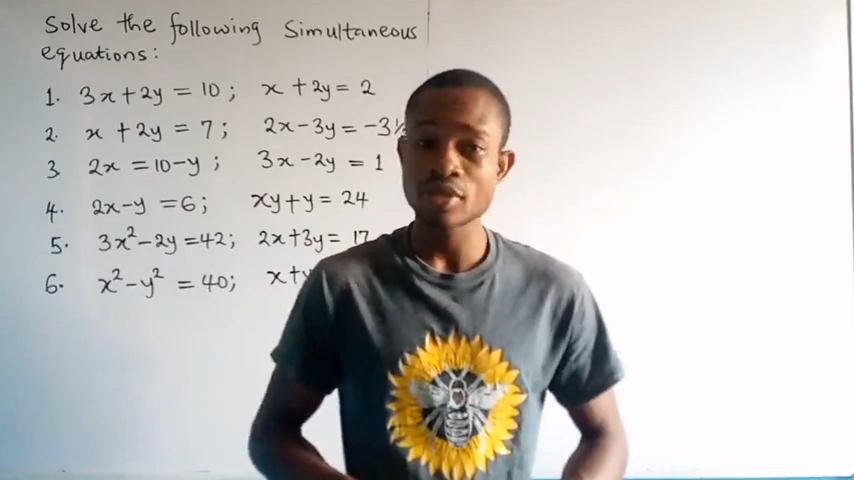 Solve the following Simultaneous
equations:
1. 3x + 2y = 10 ; x + 2y = 2
2. x + 2y = 7 ; 2x - 3y = -3½
3 2x = 10 - y ; 3x - 2y = 1
4. 2x - y = 6 ; xy + y = 24
5. 3x² - 2y = 42 ; 2x + 3y = 17
6. x² - y² = 40 ; x +